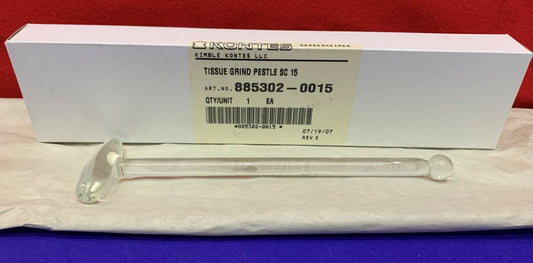 KONTES GERRESHEIMER
KIMBLE KONTES LLC
TISSUE GRIND PESTLE SC 15
ART.NO. 885302-0015
QTY/UNIT 1 EA
*885302-0015 *
07/19/07
REV E